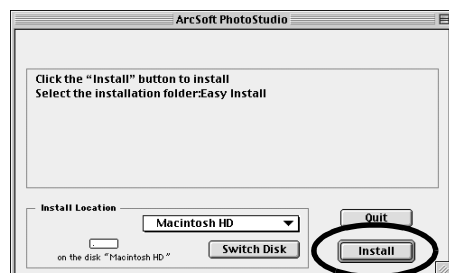 ArcSoft PhotoStudio
Click the “Install” button to install
Select the installation folder:Easy Install
Install Location
Macintosh HD
Quit
on the disk “Macintosh HD”
Switch Disk
Install